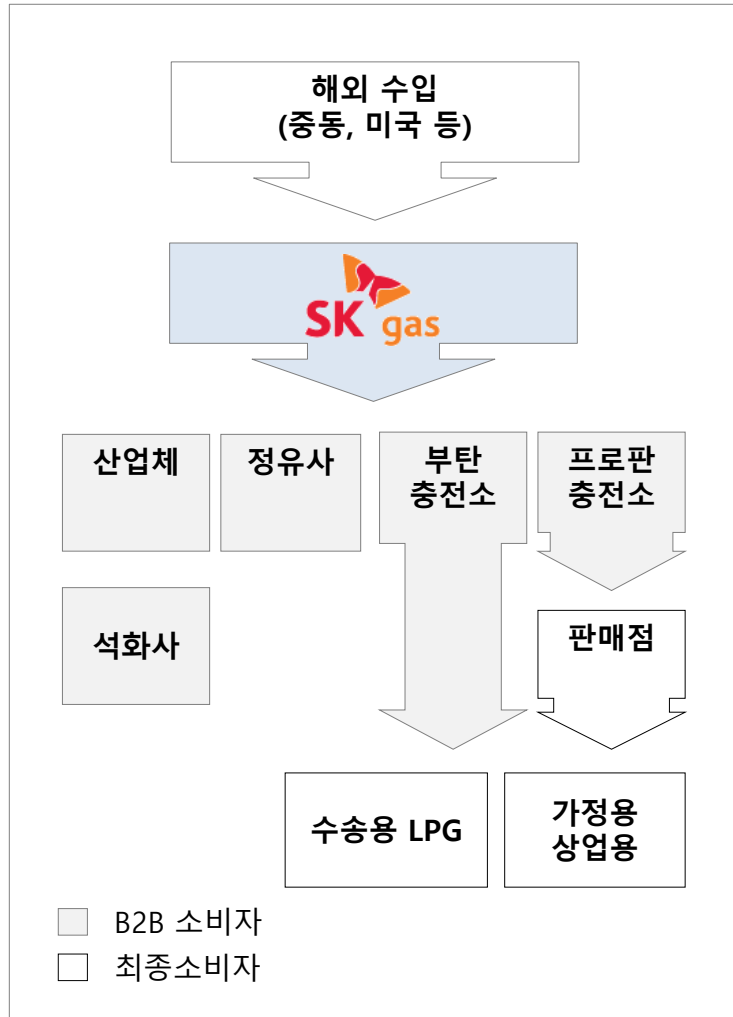 해외 수입
(중동, 미국 등)
SK gas
산업체
정유사
부탄
충전소
프로판
충전소
석화사
판매점
수송용 LPG
가정용
상업용
B2B 소비자
최종소비자